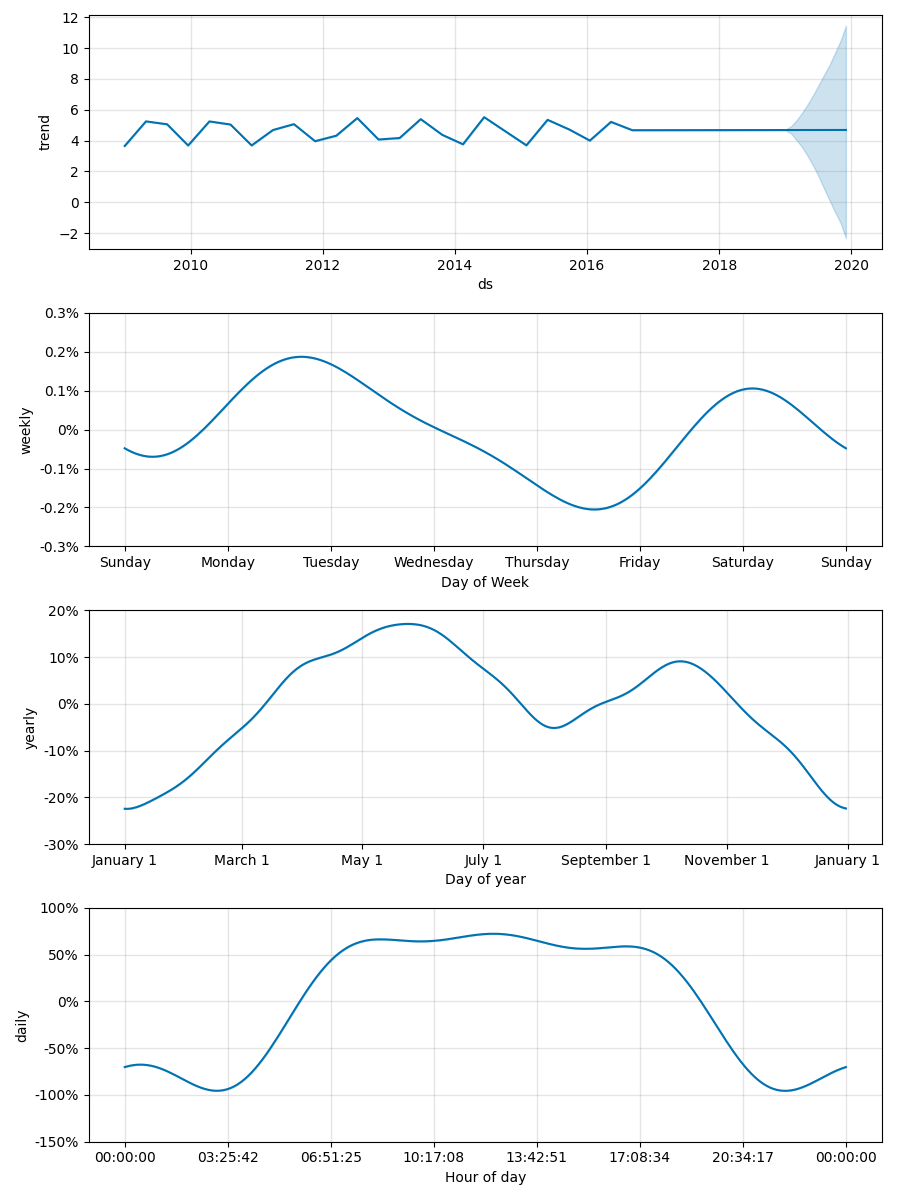 12
10
8
6
4
2
0
−2
trend
2010 2012 2014 2016 2018 2020
ds
0.3%
0.2%
0.1%
0%
-0.1%
-0.2%
-0.3%
weekly
Sunday Monday Tuesday Wednesday Thursday Friday Saturday Sunday
Day of Week
20%
10%
0%
-10%
-20%
-30%
yearly
January 1 March 1 May 1 July 1 September 1 November 1 January 1
Day of year
100%
50%
0%
-50%
-100%
-150%
daily
00:00:00 03:25:42 06:51:25 10:17:08 13:42:51 17:08:34 20:34:17 00:00:00
Hour of day